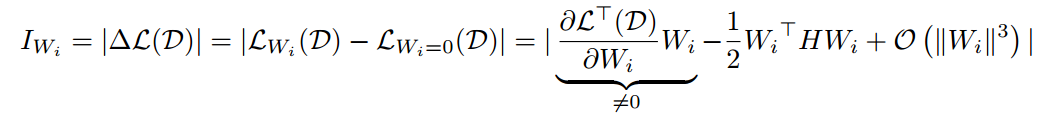 $I_{W_i} = |\Delta \mathcal{L}(\mathcal{D})| = |\mathcal{L}_{W_i}(\mathcal{D}) - \mathcal{L}_{W_i=0}(\mathcal{D})| = | \underbrace{\frac{\partial \mathcal{L}^\top(\mathcal{D})}{\partial W_i} W_i}_{\neq 0} - \frac{1}{2} {W_i}^\top H W_i + \mathcal{O}\left(\|W_i\|^3\right) |$